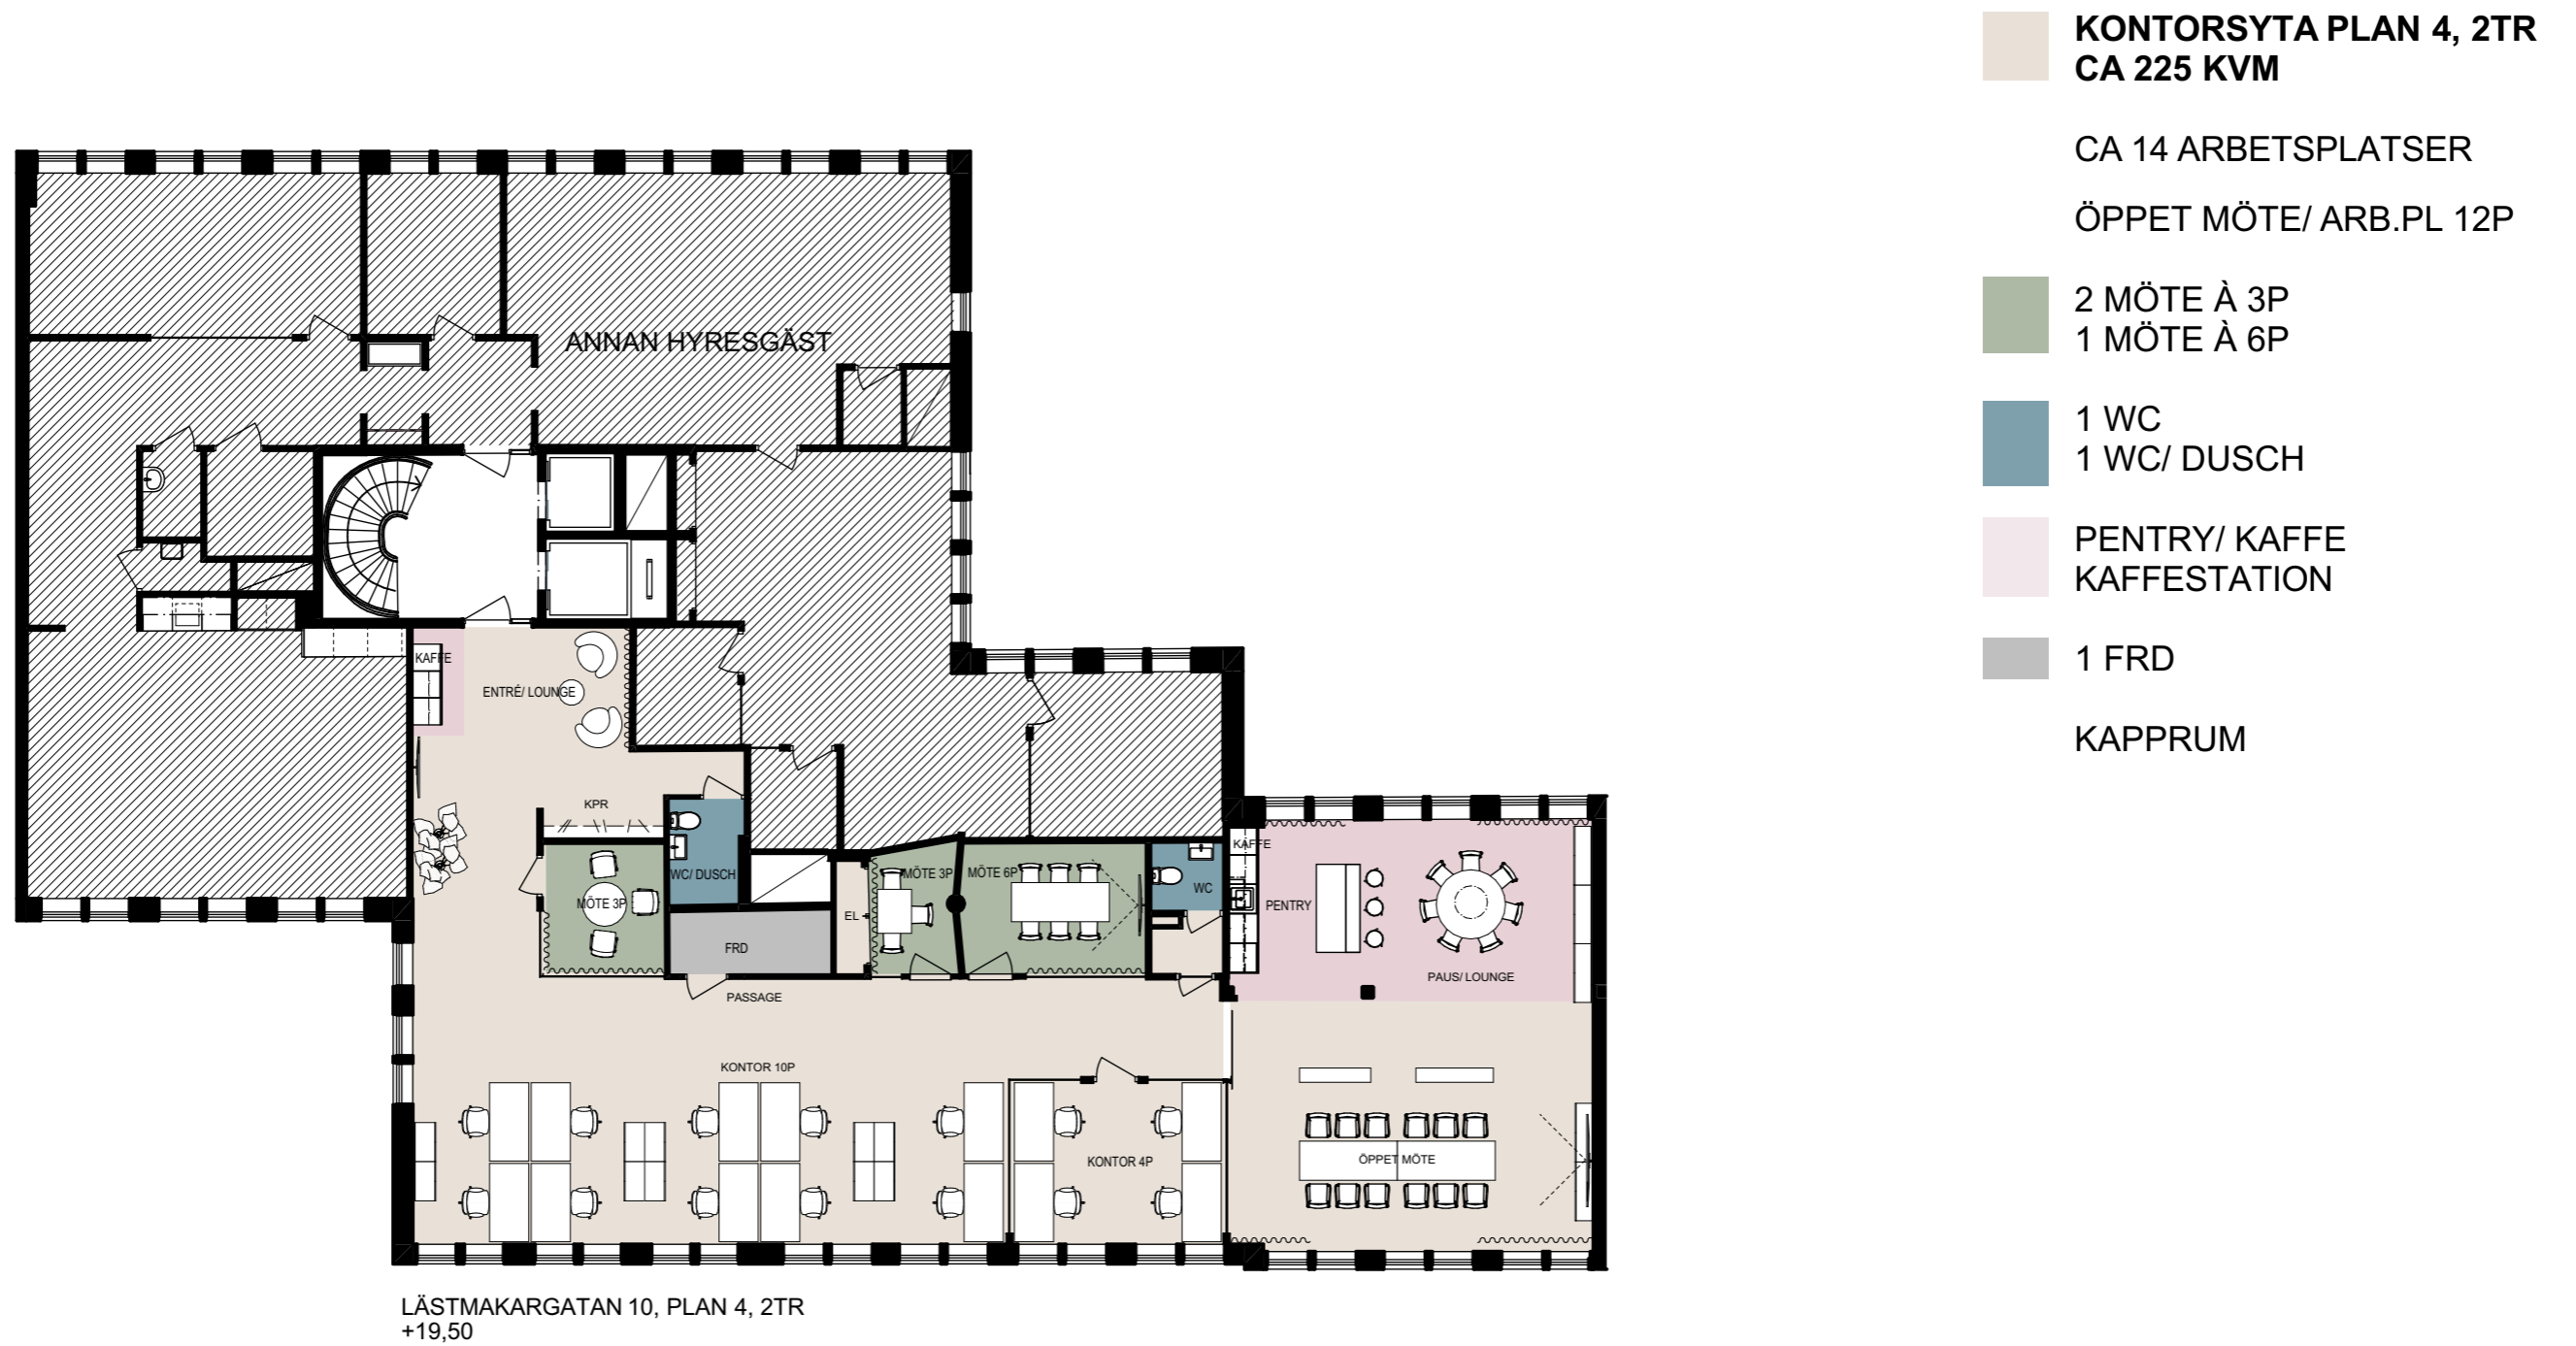 KONTORSYTA PLAN 4, 2TR
CA 225 KVM
CA 14 ARBETSPLATSER
ÖPPET MÖTE/ ARB.PL 12P
2 MÖTE À 3P
1 MÖTE À 6P
1 WC
1 WC/ DUSCH
PENTRY/ KAFFE
KAFFESTATION
1 FRD
KAPPRUM
ANNAN HYRESGÄST
KAFFE
ENTRÉ/ LOUNGE
KPR
MÖTE 3P
WC/ DUSCH
FRD
EL
MÖTE 3P
MÖTE 6P
WC
KAFFE
PENTRY
PAUS/ LOUNGE
PASSAGE
KONTOR 10P
KONTOR 4P
ÖPPET MÖTE
LÄSTMAKARGATAN 10, PLAN 4, 2TR
+19,50